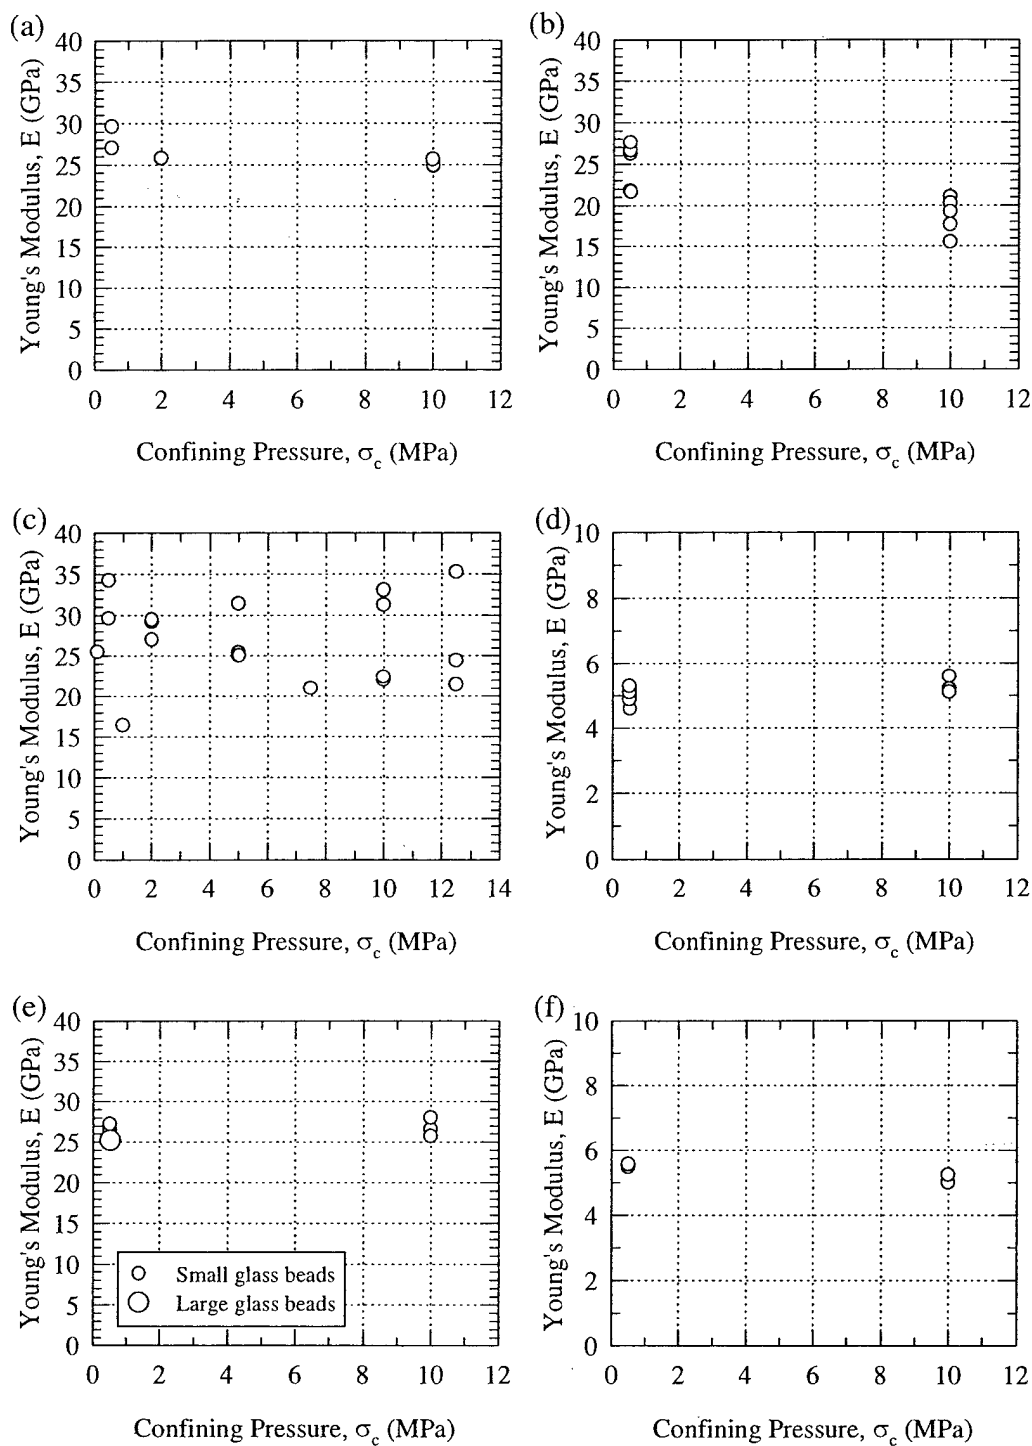 (a)
40
35
30
25
20
15
10
5
0
Young's Modulus, E (GPa)
0 2 4 6 8 10 12
Confining Pressure, σc (MPa)
(b)
40
35
30
25
20
15
10
5
0
Young's Modulus, E (GPa)
0 2 4 6 8 10 12
Confining Pressure, σc (MPa)
(c)
40
35
30
25
20
15
10
5
0
Young's Modulus, E (GPa)
0 2 4 6 8 10 12 14
Confining Pressure, σc (MPa)
(d)
10
8
6
4
2
0
Young's Modulus, E (GPa)
0 2 4 6 8 10 12
Confining Pressure, σc (MPa)
(e)
40
35
30
25
20
15
10
5
0
Young's Modulus, E (GPa)
Small glass beads
Large glass beads
0 2 4 6 8 10 12
Confining Pressure, σc (MPa)
(f)
10
8
6
4
2
0
Young's Modulus, E (GPa)
0 2 4 6 8 10 12
Confining Pressure, σc (MPa)